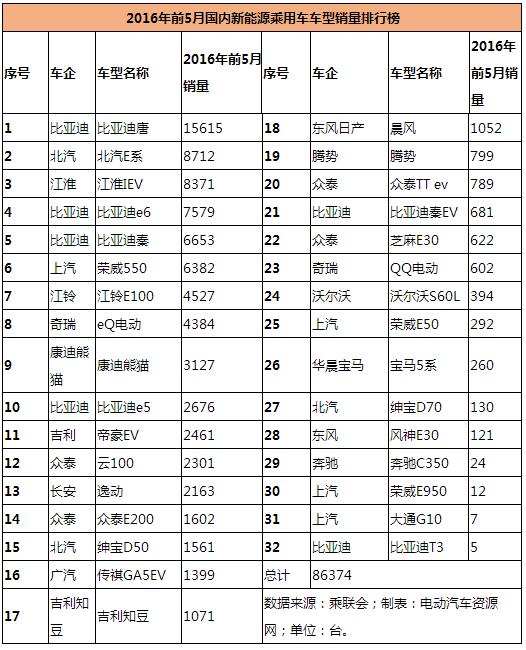 2016年前5月国内新能源乘用车车型销量排行榜
序号 车企 车型名称 2016年前5月销量 序号 车企 车型名称 2016年前5月销量
1 比亚迪 比亚迪唐 15615 18 东风日产 晨风 1052
2 北汽 北汽E系 8712 19 腾势 腾势 799
3 江淮 江淮IEV 8371 20 众泰 众泰TT ev 789
4 比亚迪 比亚迪e6 7579 21 比亚迪 比亚迪秦EV 681
5 比亚迪 比亚迪秦 6653 22 众泰 芝麻E30 622
6 上汽 荣威550 6382 23 奇瑞 QQ电动 602
7 江铃 江铃E100 4527 24 沃尔沃 沃尔沃S60L 394
8 奇瑞 eQ电动 4384 25 上汽 荣威E50 292
9 康迪熊猫 康迪熊猫 3127 26 华晨宝马 宝马5系 260
10 比亚迪 比亚迪e5 2676 27 北汽 绅宝D70 130
11 吉利 帝豪EV 2461 28 东风 风神E30 121
12 众泰 云100 2301 29 奔驰 奔驰C350 24
13 长安 逸动 2163 30 上汽 荣威E950 12
14 众泰 众泰E200 1602 31 上汽 大通G10 7
15 北汽 绅宝D50 1561 32 比亚迪 比亚迪T3 5
16 广汽 传祺GA5EV 1399 总计 86374
17 吉利知豆 吉利知豆 1071 数据来源：乘联会；制表：电动汽车资源网；单位：台。